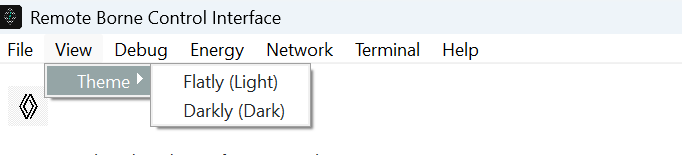 Remote Borne Control Interface
File View Debug Energy Network Terminal Help
Theme
Flatly (Light)
Darkly (Dark)